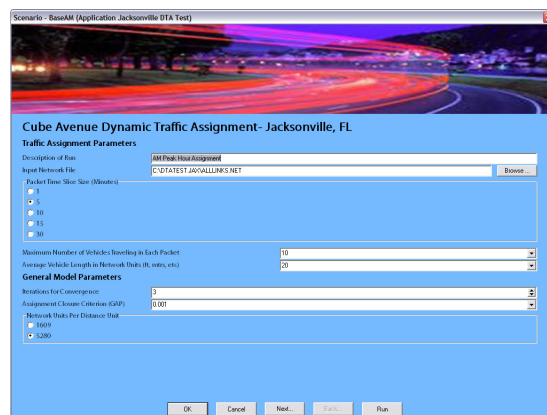 Scenario - BaseAM (Application Jacksonville DTA Test)
Cube Avenue Dynamic Traffic Assignment- Jacksonville, FL
Traffic Assignment Parameters
Description of Run AM Peak Hour Assignment
Input Network File C:\DTATEST JAX\ALLLINKS.NET Browse ...
Packet Time Slice Size (Minutes)
1
5
10
15
30
Maximum Number of Vehicles Traveling in Each Packet 10
Average Vehicle Length in Network Units (ft, mtrs, etc) 20
General Model Parameters
Iterations for Convergence 3
Assignment Closure Criterion (GAP) 0.001
Network Units Per Distance Unit
1609
5280
OK Cancel Next... Back... Run